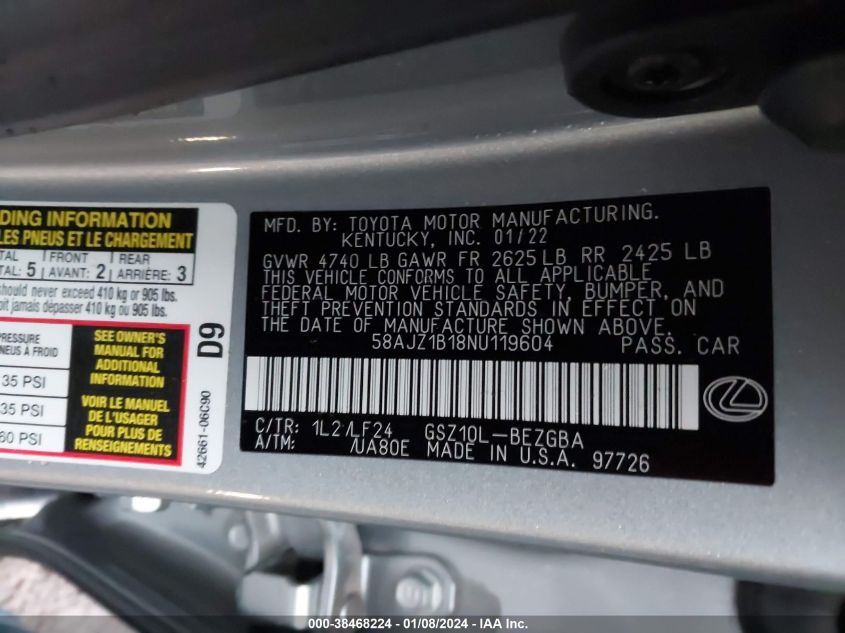 DING INFORMATION
LES PNEUS ET LE CHARGEMENT
TAL FRONT REAR
TAL: 5 AVANT: 2 ARRIÈRE: 3
should never exceed 410 kg or 905 lbs.
it jamais dépasser 410 kg ou 905 lbs.
PRESSURE
NEUS À FROID
35 PSI
35 PSI
60 PSI
SEE OWNER'S
MANUAL FOR
ADDITIONAL
INFORMATION
VOIR LE MANUEL
DE L'USAGER
POUR PLUS DE
RENSEIGNEMENTS
D9
42661-06C90
MFD. BY: TOYOTA MOTOR MANUFACTURING.
KENTUCKY, INC. 01/22
GVWR 4740 LB GAWR FR 2625 LB RR 2425 LB
THIS VEHICLE CONFORMS TO ALL APPLICABLE
FEDERAL MOTOR VEHICLE SAFETY, BUMPER, AND
THEFT PREVENTION STANDARDS IN EFFECT ON
THE DATE OF MANUFACTURE SHOWN ABOVE.
58AJZ1B18NU119604 PASS. CAR
C/TR: 1L2 /LF24 GSZ10L-BEZGBA
A/TM: /UA80E MADE IN U.S.A. 97726
000-38468224 - 01/08/2024 - IAAI.COM